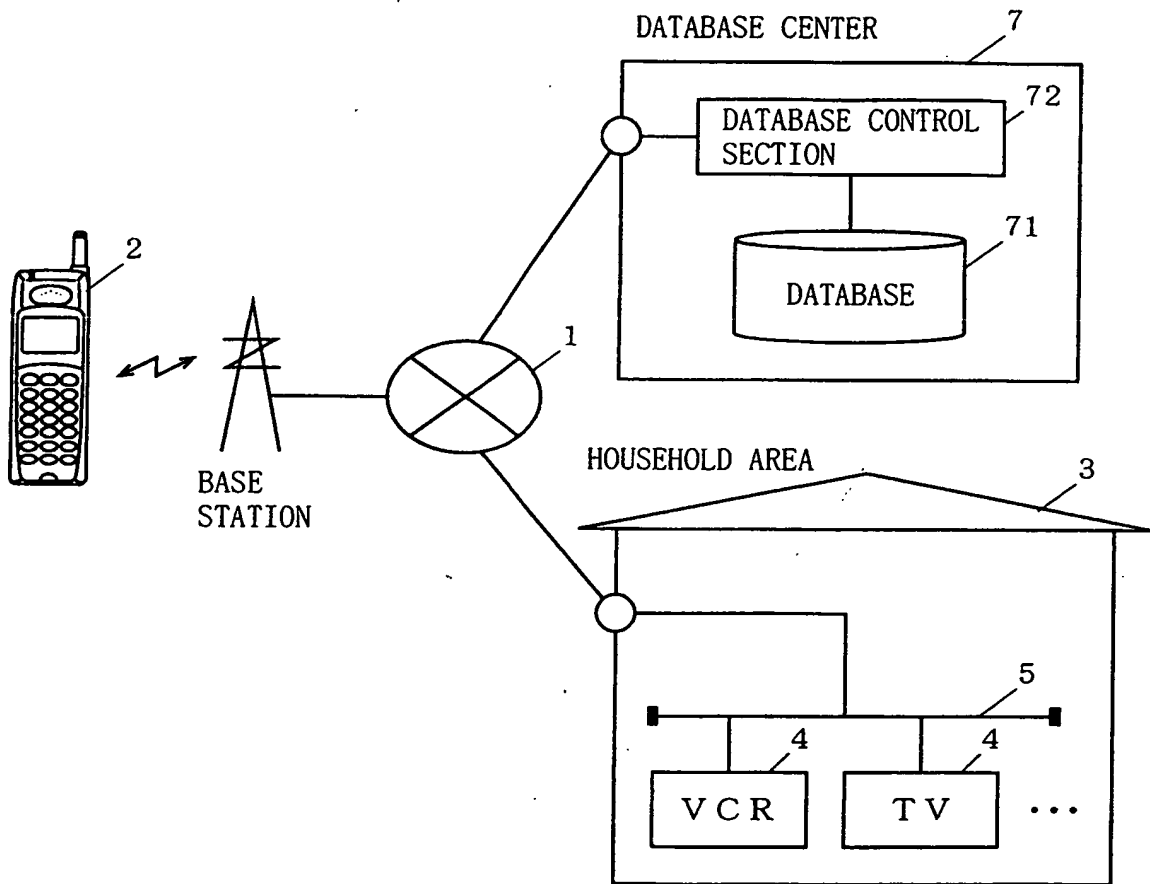 DATABASE CENTER
7
72
DATABASE CONTROL
SECTION
71
DATABASE
2
1
BASE
STATION
HOUSEHOLD AREA
3
5
4
4
VCR
TV
...